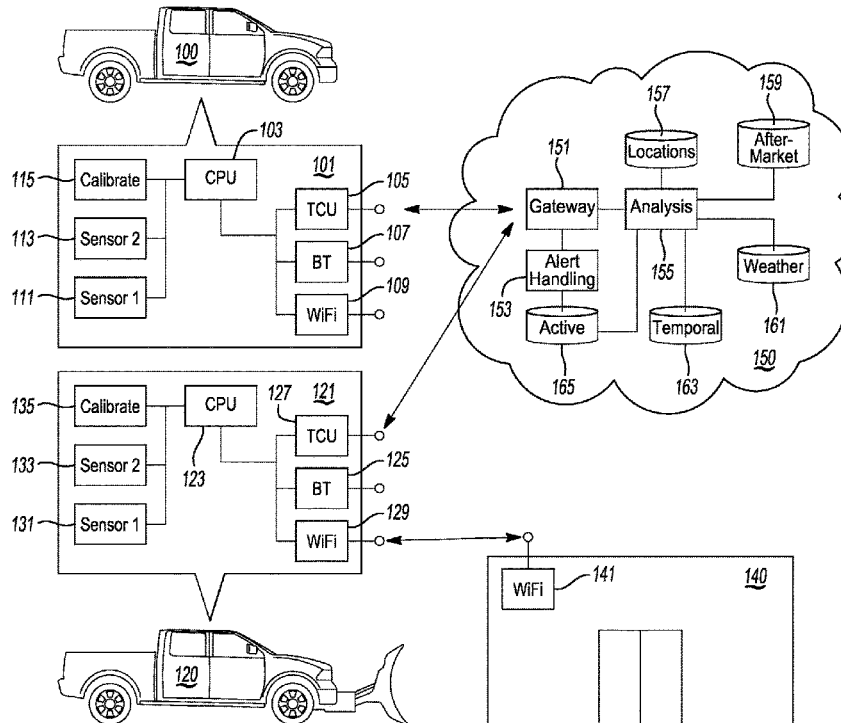 100
103
101
115
Calibrate
CPU
105
TCU
113
Sensor 2
107
BT
111
Sensor 1
109
WiFi
157
159
Locations
After-
Market
151
Gateway
Analysis
155
Alert
Handling
153
Weather
161
Active
165
Temporal
163
150
135
Calibrate
CPU
123
121
127
TCU
133
Sensor 2
125
BT
131
Sensor 1
129
WiFi
WiFi
141
140
120